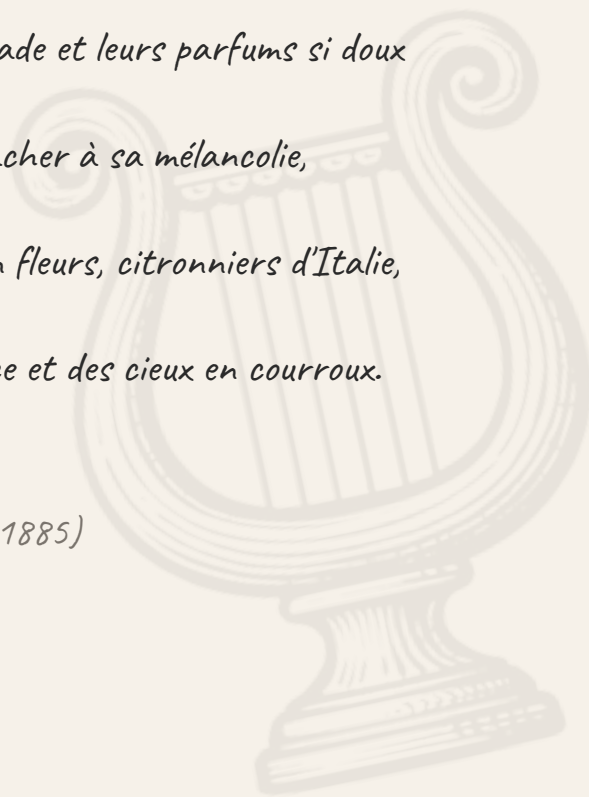 ade et leurs parfums si doux
cher à sa mélancolie,
fleurs, citronniers d'Italie,
et des cieux en courroux.
1885)